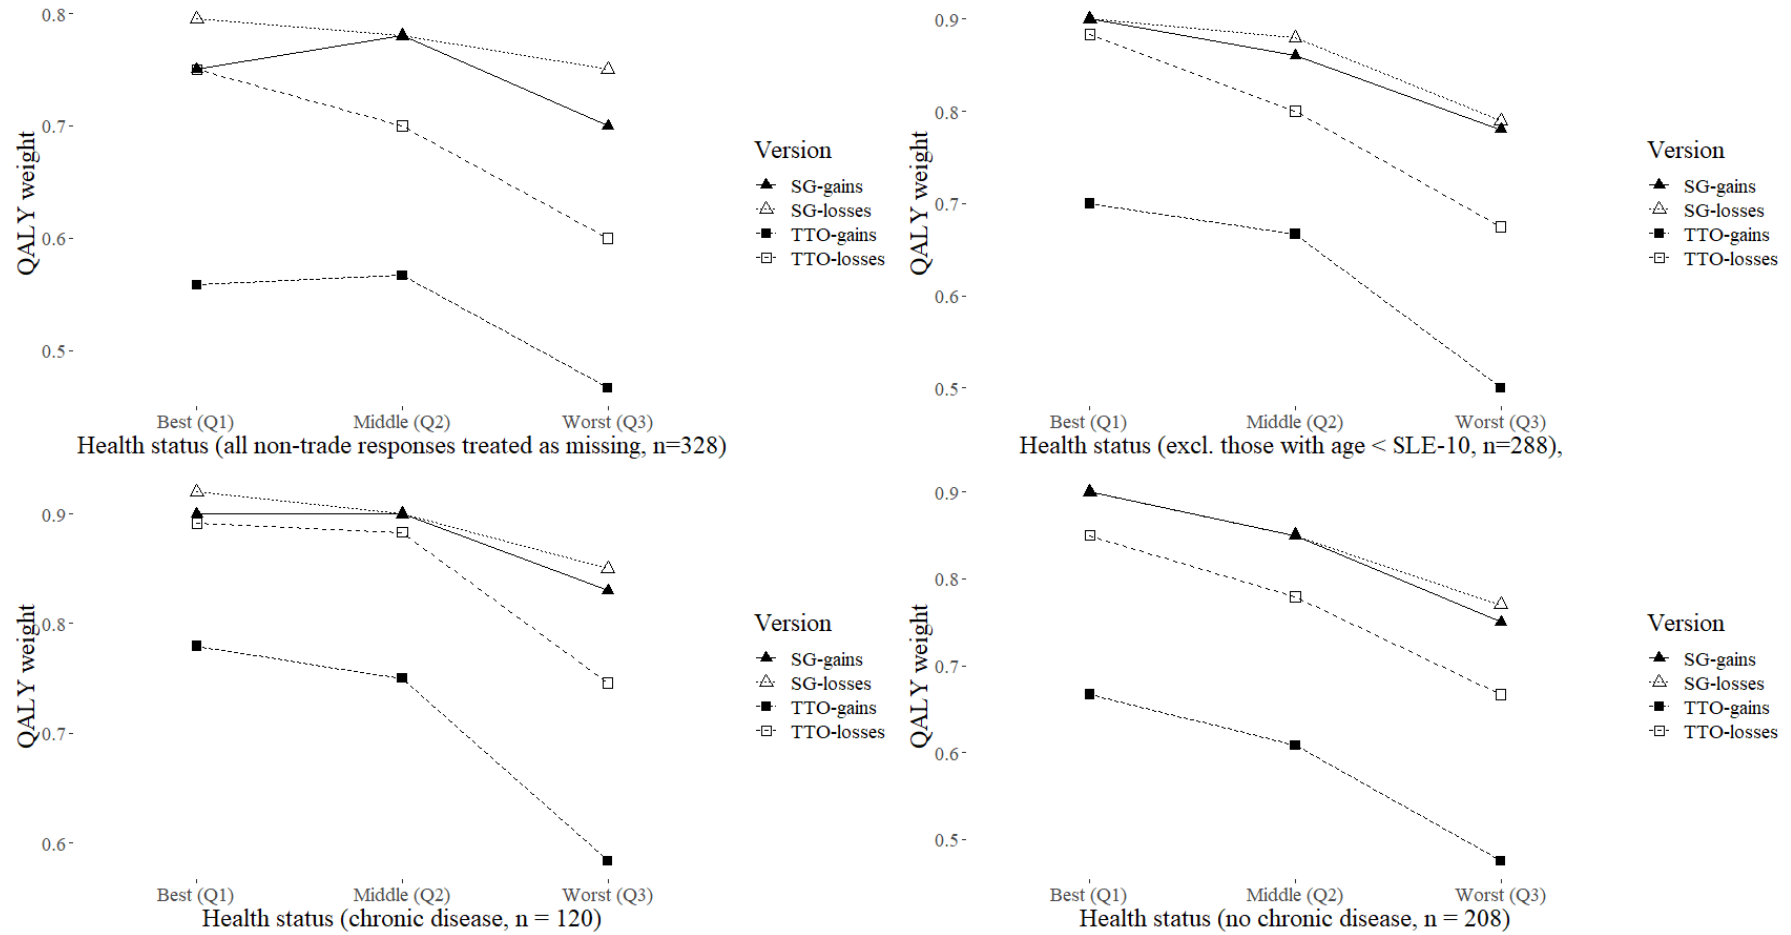 0.8
0.7
0.6
0.5
QALY weight
Best (Q1) Middle (Q2) Worst (Q3)
Health status (all non-trade responses treated as missing, n=328)
Version
SG-gains
SG-losses
TTO-gains
TTO-losses
0.9
0.8
0.7
0.6
0.5
QALY weight
Best (Q1) Middle (Q2) Worst (Q3)
Health status (excl. those with age < SLE-10, n=288),
Version
SG-gains
SG-losses
TTO-gains
TTO-losses
0.9
0.8
0.7
0.6
QALY weight
Best (Q1) Middle (Q2) Worst (Q3)
Health status (chronic disease, n = 120)
Version
SG-gains
SG-losses
TTO-gains
TTO-losses
0.9
0.8
0.7
0.6
0.5
QALY weight
Best (Q1) Middle (Q2) Worst (Q3)
Health status (no chronic disease, n = 208)
Version
SG-gains
SG-losses
TTO-gains
TTO-losses